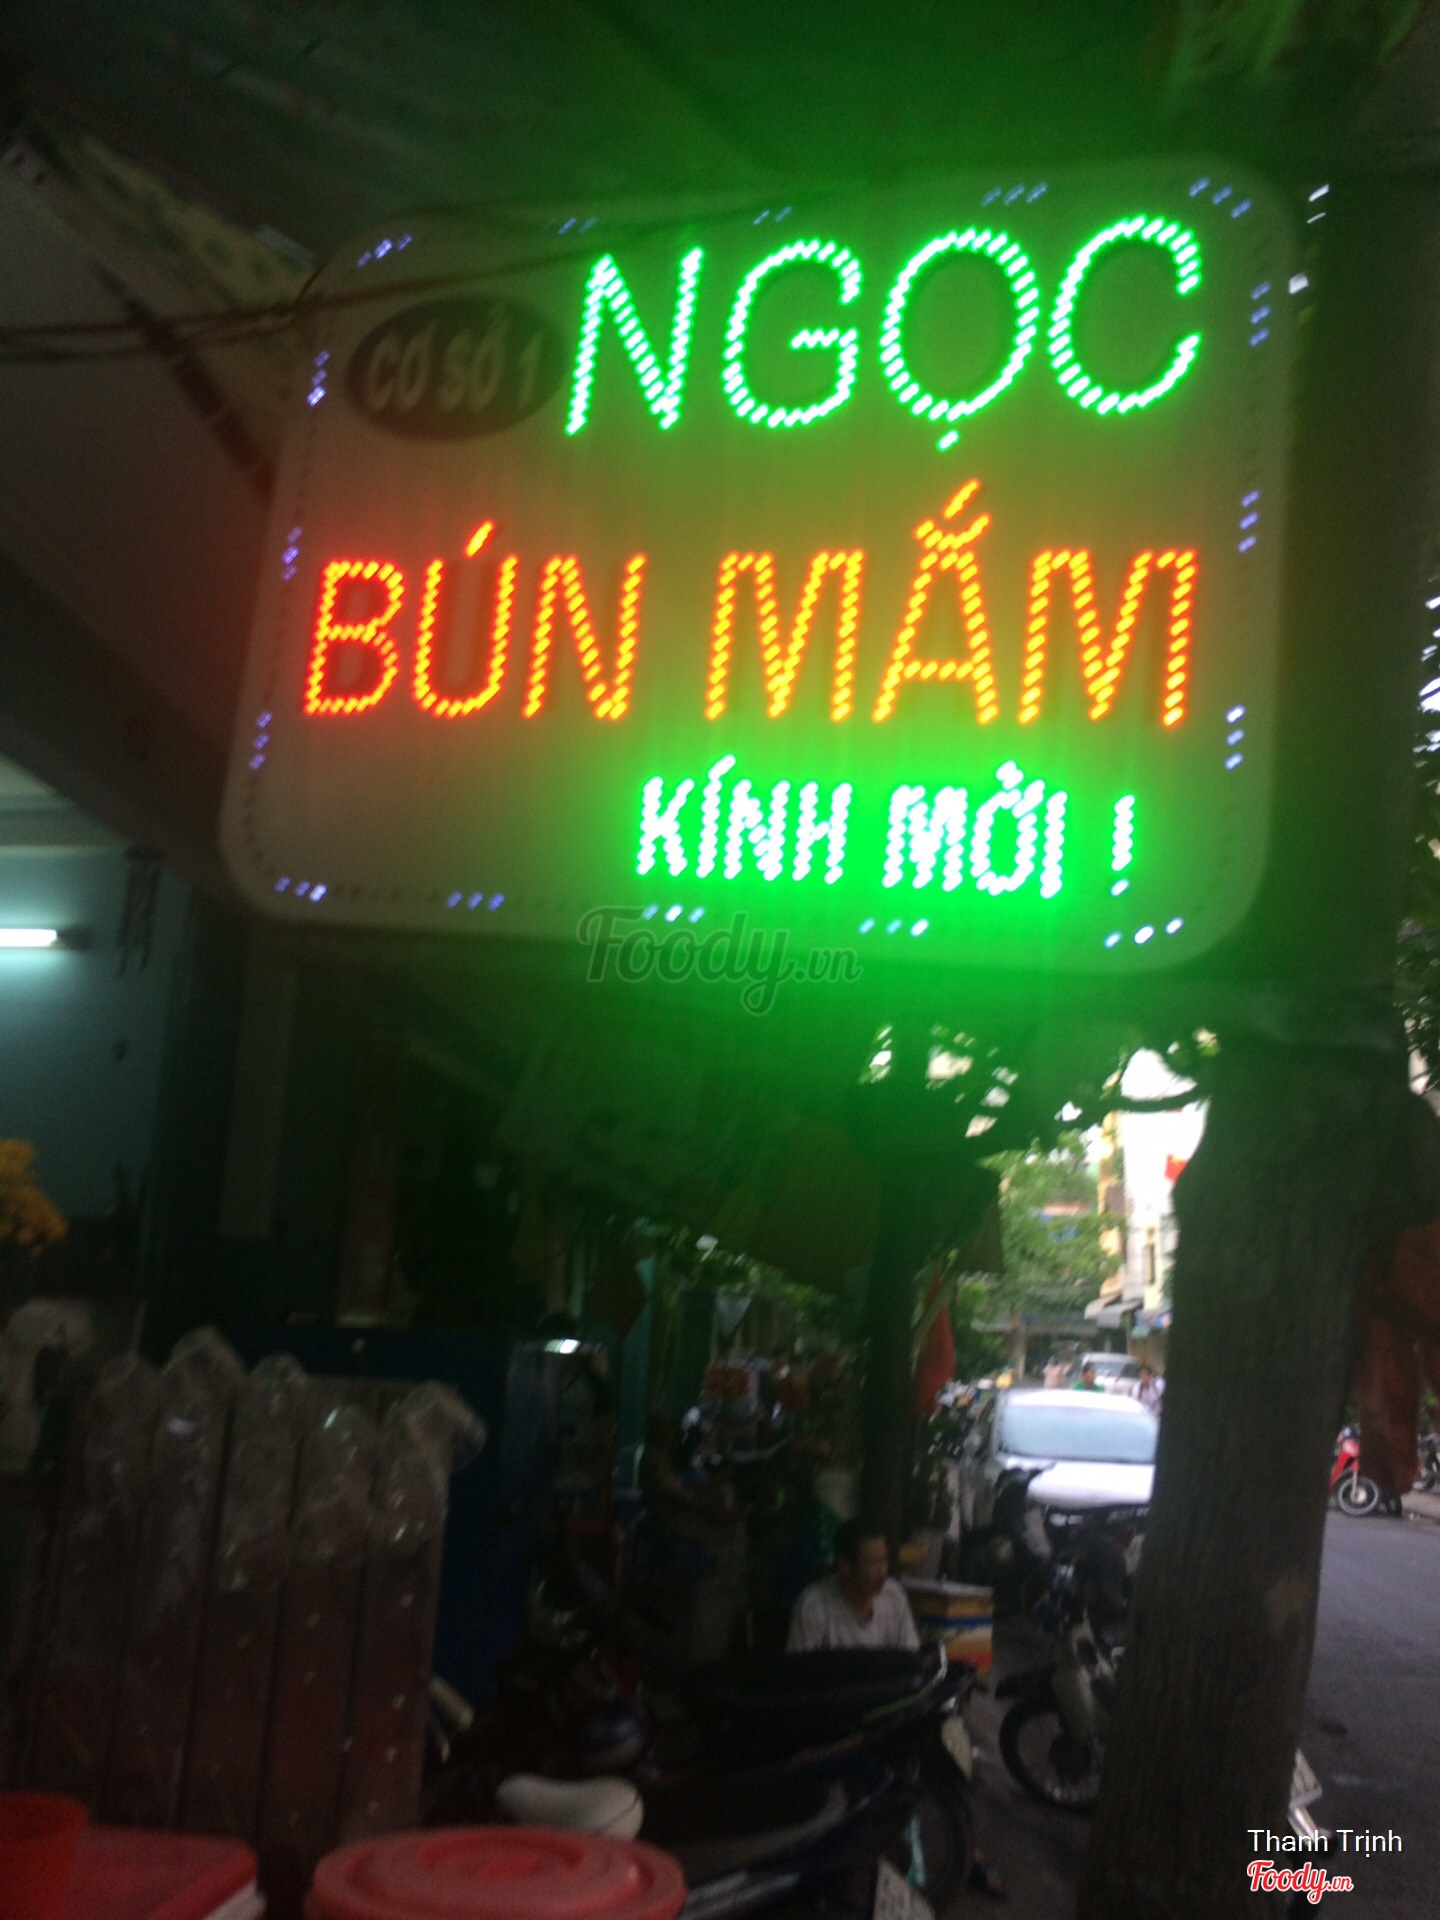 CƠ SỞ 1
NGỌC
BÚN MẮM
KÍNH MỜI !
Foody.vn
Thanh Trịnh
Foody.vn